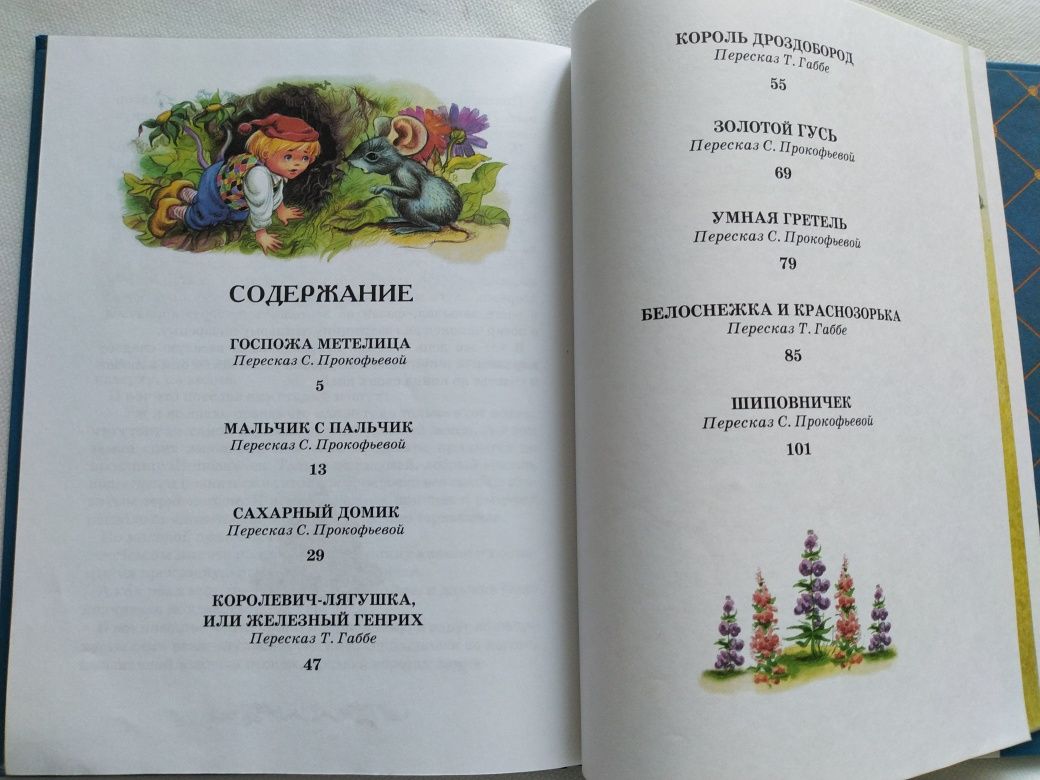 СОДЕРЖАНИЕ
ГОСПОЖА МЕТЕЛИЦА
Пересказ С. Прокофьевой
5
МАЛЬЧИК С ПАЛЬЧИК
Пересказ С. Прокофьевой
13
САХАРНЫЙ ДОМИК
Пересказ С. Прокофьевой
29
КОРОЛЕВИЧ-ЛЯГУШКА,
ИЛИ ЖЕЛЕЗНЫЙ ГЕНРИХ
Пересказ Т. Габбе
47
КОРОЛЬ ДРОЗДОБОРОД
Пересказ Т. Габбе
55
ЗОЛОТОЙ ГУСЬ
Пересказ С. Прокофьевой
69
УМНАЯ ГРЕТЕЛЬ
Пересказ С. Прокофьевой
79
БЕЛОСНЕЖКА И КРАСНОЗОРЬКА
Пересказ Т. Габбе
85
ШИПОВНИЧЕК
Пересказ С. Прокофьевой
101